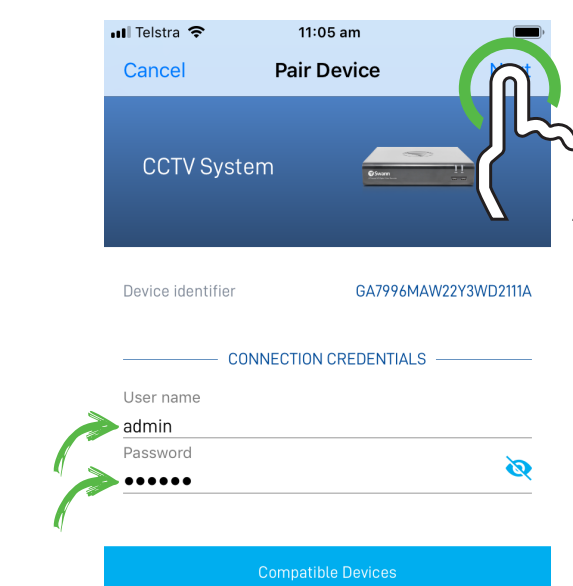 Telstra 11:05 am
Cancel Pair Device Next
CCTV System
Swann
Device identifier GA7996MAW22Y3WD2111A
CONNECTION CREDENTIALS
User name
admin
Password
●●●●●●
Compatible Devices